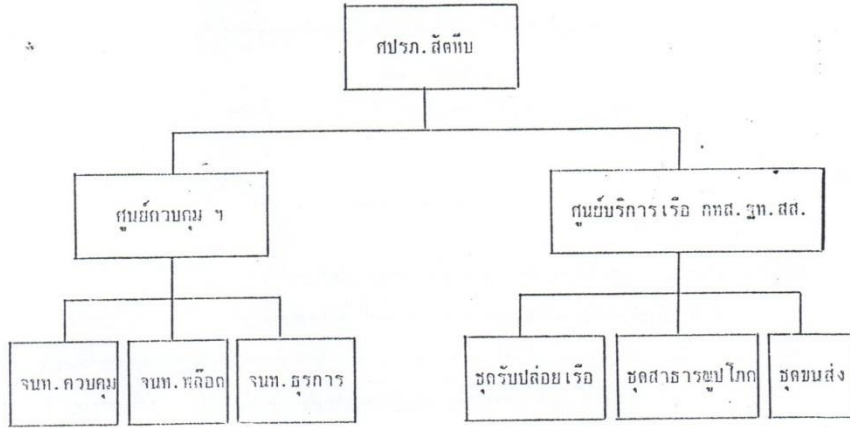 ศปรภ.สัตหีบ
ศูนย์ควบคุม ฯ
ศูนย์บริการเรือ กทส.ฐท.สส.
จนท.ควบคุม
จนท.พล๊อต
จนท.ธุรการ
ชุดรับปล่อยเรือ
ชุดสาธารณูปโภค
ชุดขนส่ง